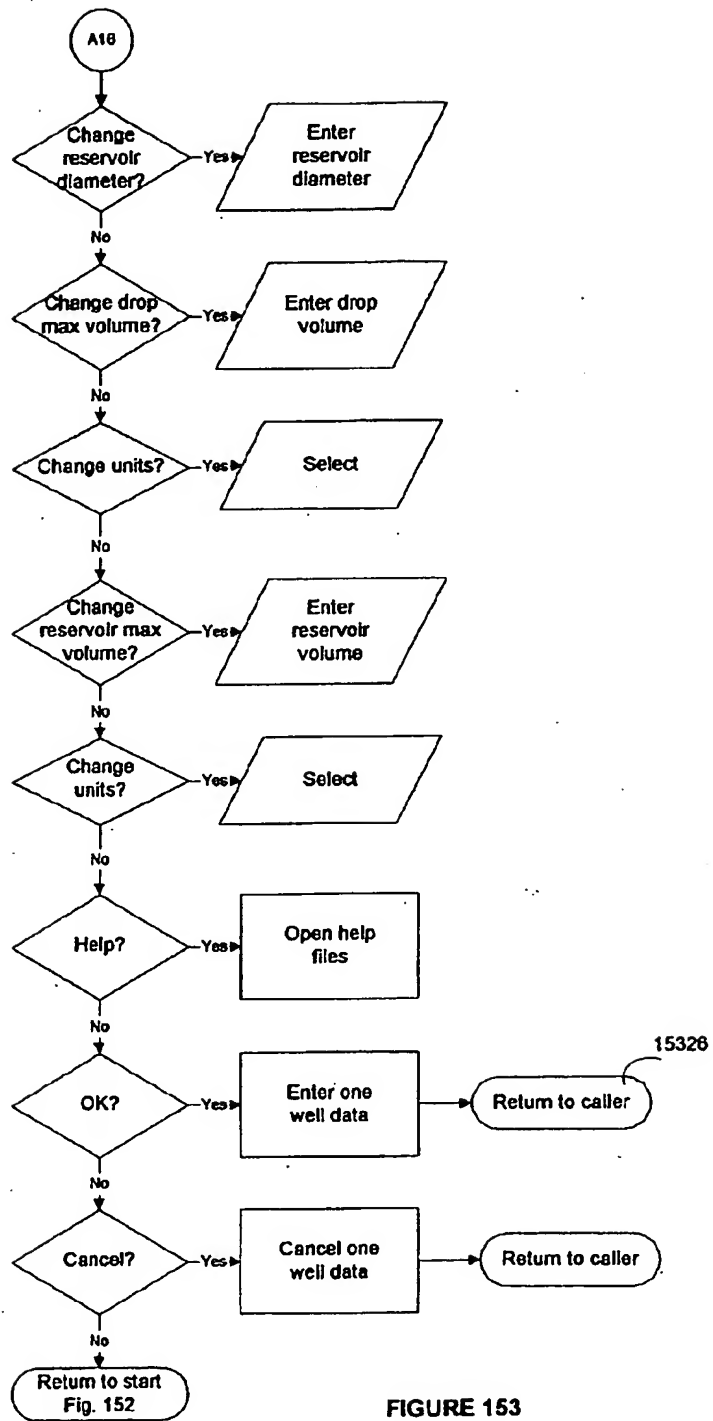 A16
Change
reservoir
diameter?
Yes
Enter
reservoir
diameter
No
Change drop
max volume?
Yes
Enter drop
volume
No
Change units?
Yes
Select
No
Change
reservoir max
volume?
Yes
Enter
reservoir
volume
No
Change
units?
Yes
Select
No
Help?
Yes
Open help
files
No
15326
OK?
Yes
Enter one
well data
Return to caller
No
Cancel?
Yes
Cancel one
well data
Return to caller
No
Return to start
Fig. 152
FIGURE 153